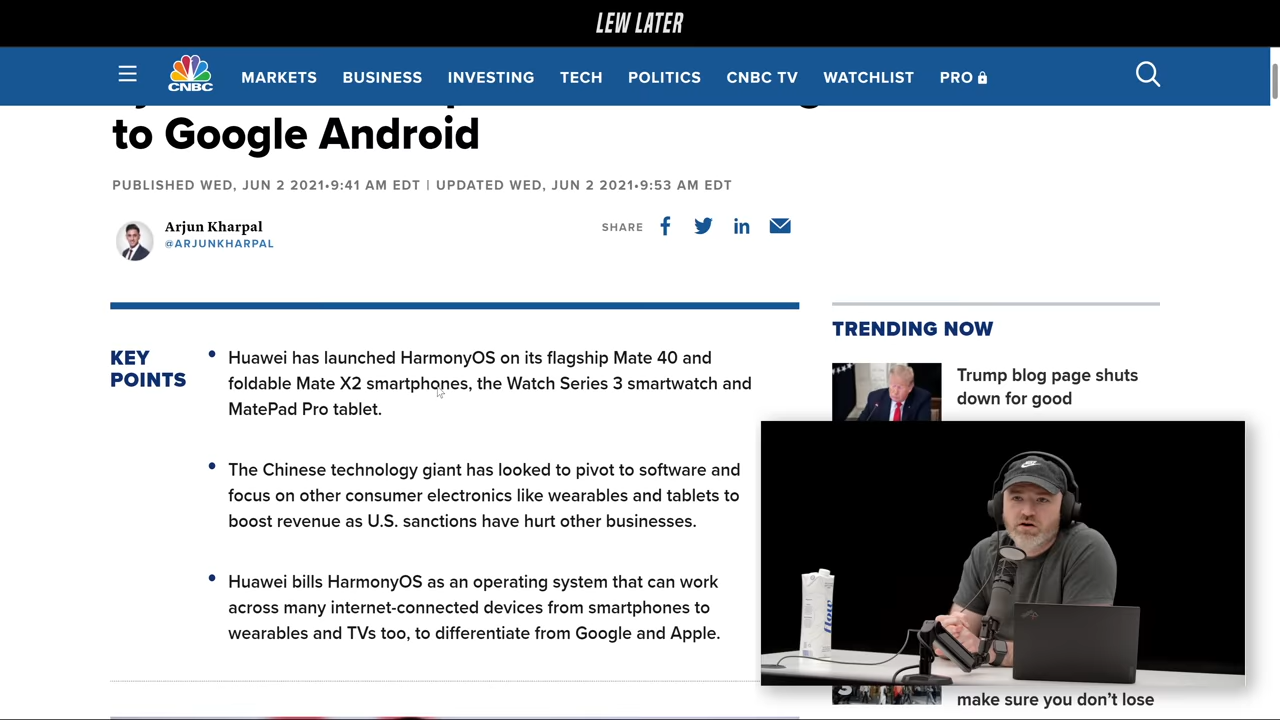 LEW LATER
CNBC
MARKETS BUSINESS INVESTING TECH POLITICS CNBC TV WATCHLIST PRO
to Google Android
PUBLISHED WED, JUN 2 2021•9:41 AM EDT | UPDATED WED, JUN 2 2021•9:53 AM EDT
Arjun Kharpal
@ARJUNKHARPAL
SHARE
KEY
POINTS
Huawei has launched HarmonyOS on its flagship Mate 40 and
foldable Mate X2 smartphones, the Watch Series 3 smartwatch and
MatePad Pro tablet.
The Chinese technology giant has looked to pivot to software and
focus on other consumer electronics like wearables and tablets to
boost revenue as U.S. sanctions have hurt other businesses.
Huawei bills HarmonyOS as an operating system that can work
across many internet-connected devices from smartphones to
wearables and TVs too, to differentiate from Google and Apple.
TRENDING NOW
Trump blog page shuts
down for good
flow
make sure you don't lose